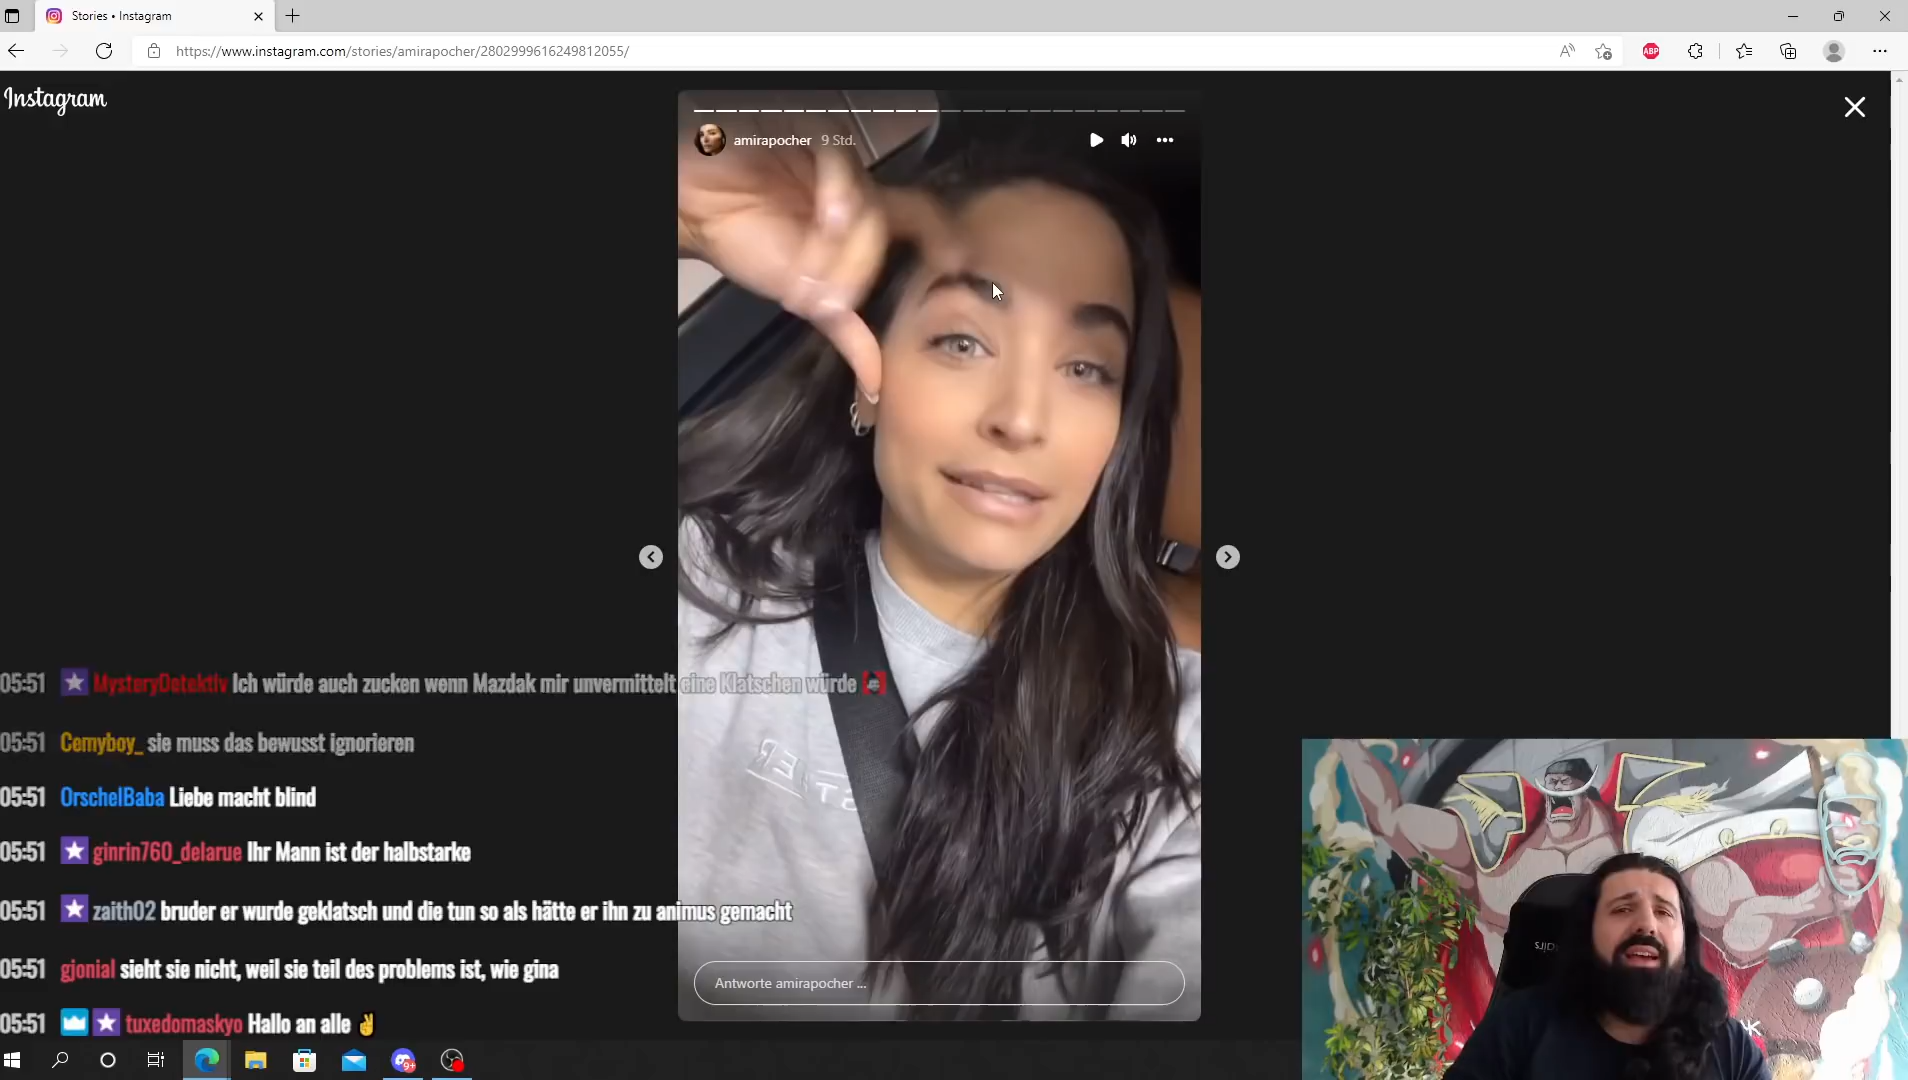 Stories • Instagram
https://www.instagram.com/stories/amirapocher/2802999616249812055/
ABP
Instagram
amirapocher 9 Std.
05:51 MysteryDetektiv Ich würde auch zucken wenn Mazdak mir unvermittelt eine Klatschen würde
05:51 Cemyboy_ sie muss das bewusst ignorieren
05:51 OrschelBaba Liebe macht blind
05:51 ginrin760_delarue Ihr Mann ist der halbstarke
05:51 zaith02 bruder er wurde geklatsch und die tun so als hätte er ihn zu animus gemacht
05:51 gjonial sieht sie nicht, weil sie teil des problems ist, wie gina
Antworte amirapocher ...
05:51 tuxedomaskyo Hallo an alle ✌
9+